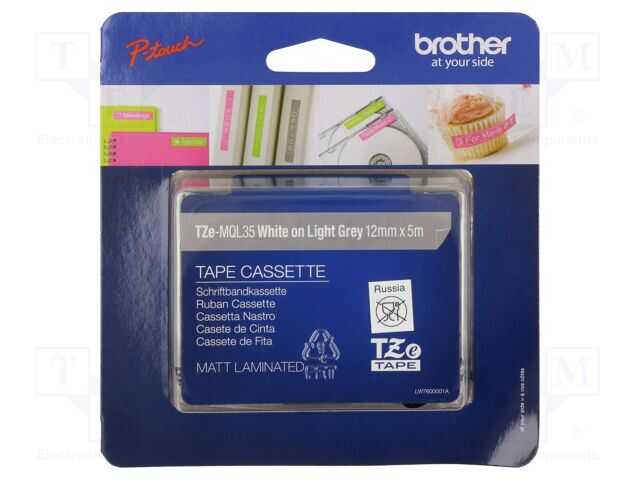 P-touch
brother
at your side
TZe-MQL35 White on Light Grey 12mm x 5m
TAPE CASSETTE
Schriftbandkassette
Ruban Cassette
Cassetta Nastro
Casete de Cinta
Cassete de Fita
MATT LAMINATED
Russia
TZe
TAPE
LW7600001A